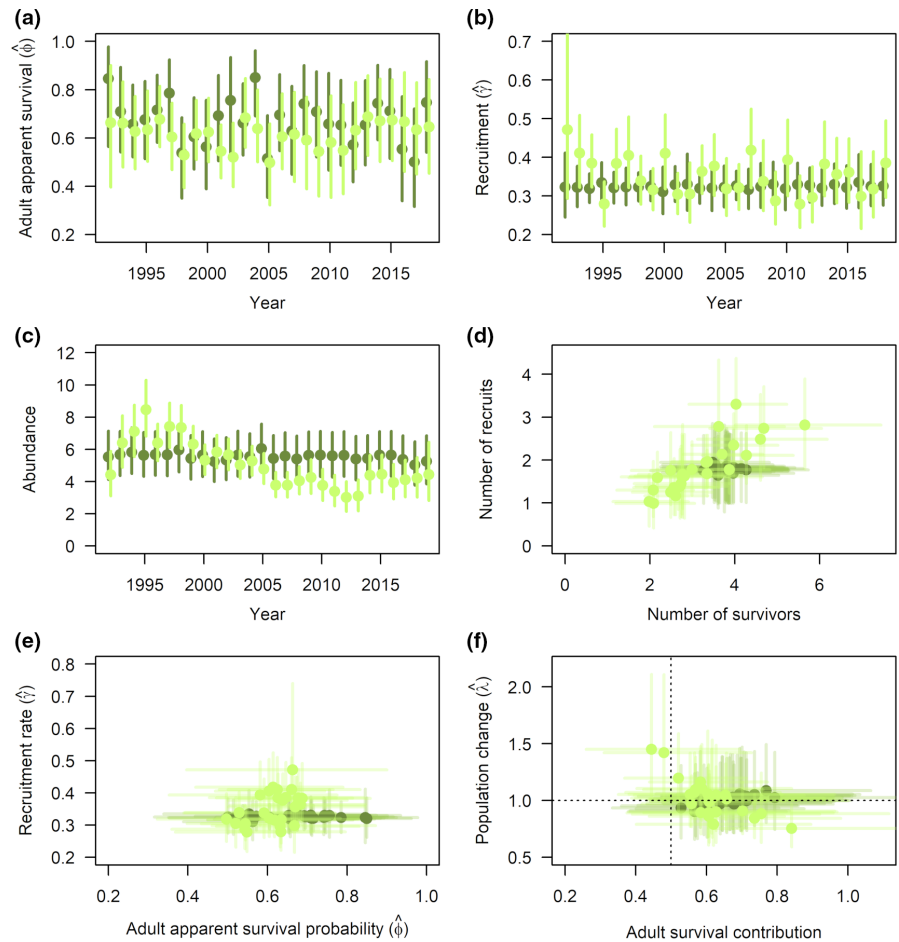 (a)
Adult apparent survival (ϕ̂)
1.0
0.8
0.6
0.4
0.2
1995 2000 2005 2010 2015
Year
(b)
Recruitment (γ̂)
0.7
0.6
0.5
0.4
0.3
0.2
1995 2000 2005 2010 2015
Year
(c)
Abundance
12
10
8
6
4
2
0
1995 2000 2005 2010 2015
Year
(d)
Number of recruits
4
3
2
1
0
0 2 4 6
Number of survivors
(e)
Recruitment rate (γ̂)
0.8
0.7
0.6
0.5
0.4
0.3
0.2
0.2 0.4 0.6 0.8 1.0
Adult apparent survival probability (ϕ̂)
(f)
Population change (λ̂)
2.0
1.5
1.0
0.5
0.2 0.4 0.6 0.8 1.0
Adult survival contribution